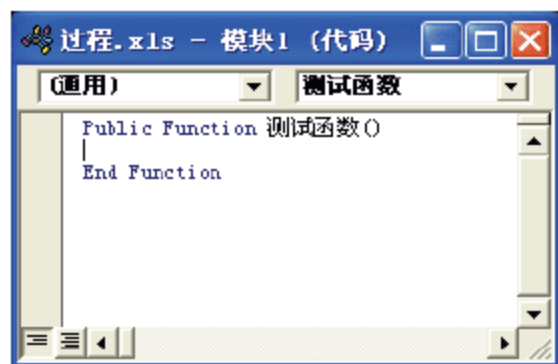 过程.xls - 模块1 (代码)
(通用) 测试函数
Public Function 测试函数()
End Function